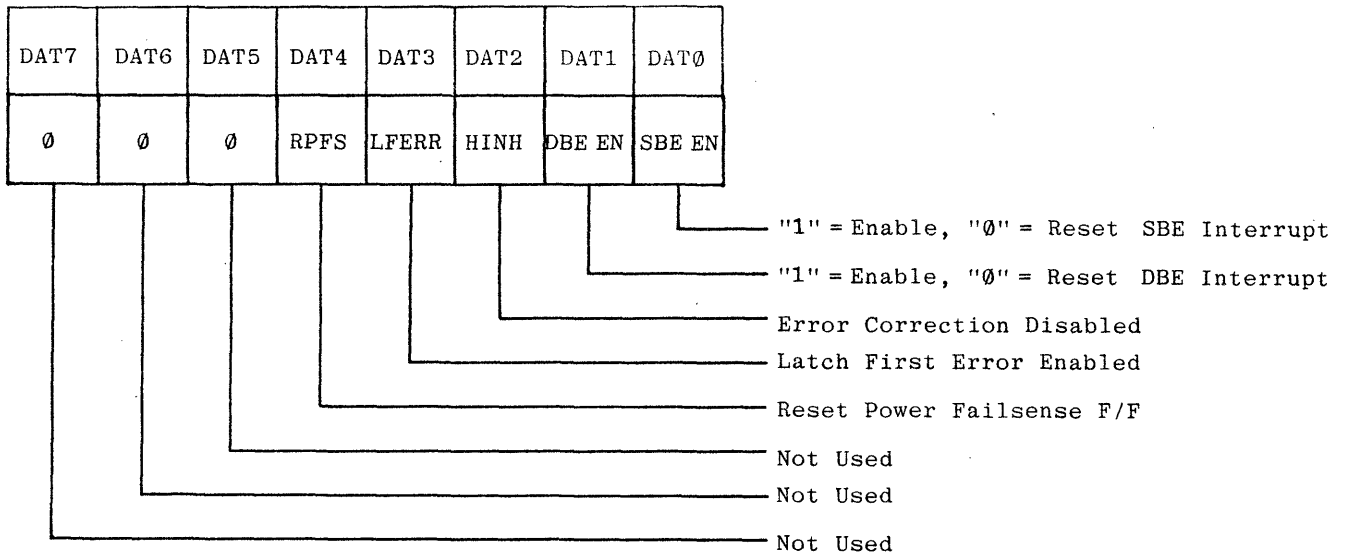 DAT7 DAT6 DAT5 DAT4 DAT3 DAT2 DAT1 DATØ
Ø Ø Ø RPFS LFERR HINH DBE EN SBE EN
"1" = Enable, "Ø" = Reset SBE Interrupt
"1" = Enable, "Ø" = Reset DBE Interrupt
Error Correction Disabled
Latch First Error Enabled
Reset Power Failsense F/F
Not Used
Not Used
Not Used